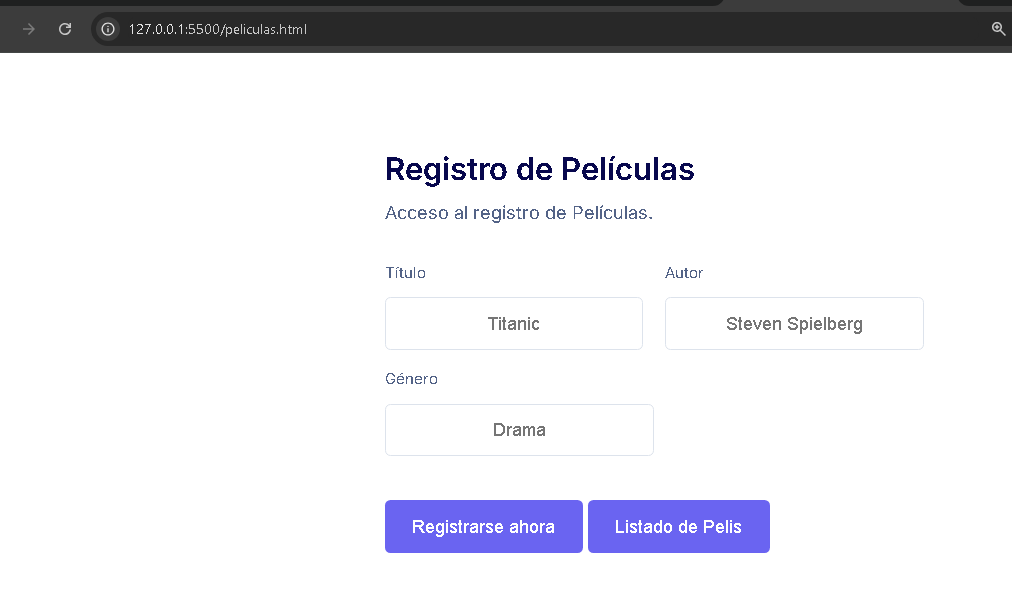 127.0.0.1:5500/peliculas.html
Registro de Películas
Acceso al registro de Películas.
Título
Autor
Titanic
Steven Spielberg
Género
Drama
Registrarse ahora
Listado de Pelis